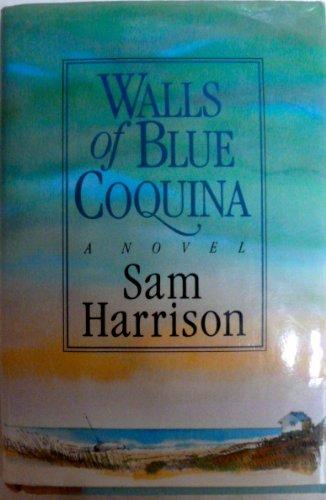 WALLS
of BLUE
COQUINA
A NOVEL
Sam
Harrison